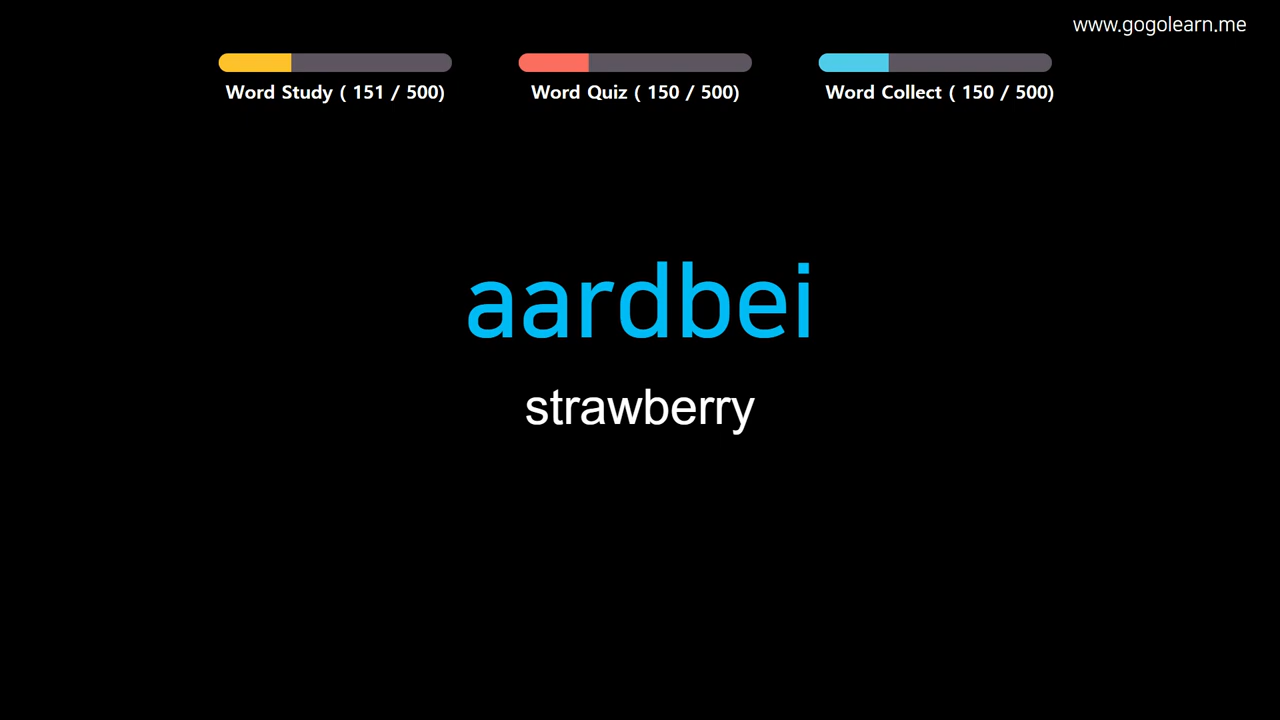 www.gogolearn.me
Word Study ( 151 / 500)
Word Quiz ( 150 / 500)
Word Collect ( 150 / 500)
aardbei
strawberry